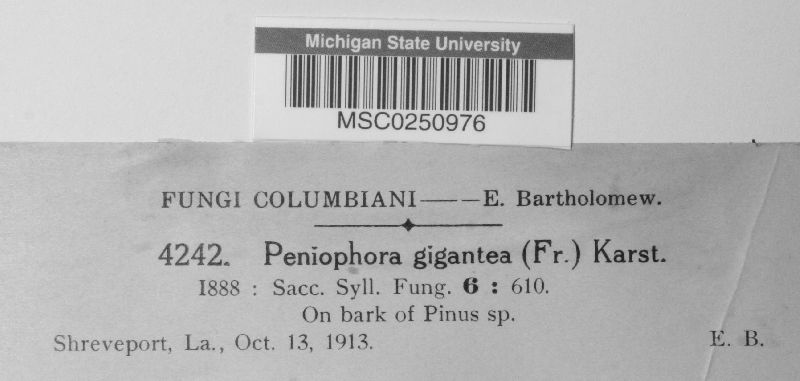 Michigan State University
MSC0250976
FUNGI COLUMBIANI — — E. Bartholomew.
4242. Peniophora gigantea (Fr.) Karst.
1888 : Sacc. Syll. Fung. 6 : 610.
On bark of Pinus sp.
Shreveport, La., Oct. 13, 1913. E. B.